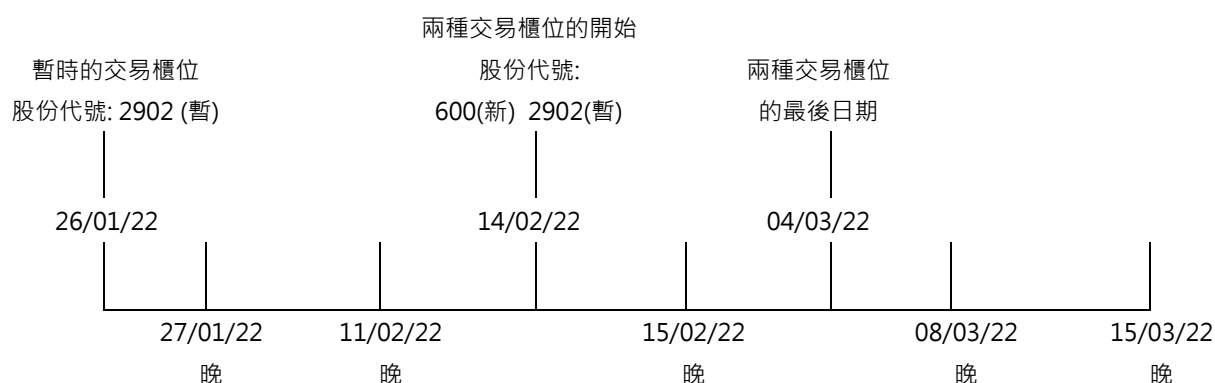 兩種交易櫃位的開始
暫時的交易櫃位
股份代號:
兩種交易櫃位
股份代號: 2902 (暫)
600(新) 2902(暫)
的最後日期
26/01/22
14/02/22
04/03/22
27/01/22
11/02/22
15/02/22
08/03/22
15/03/22
晚
晚
晚
晚
晚